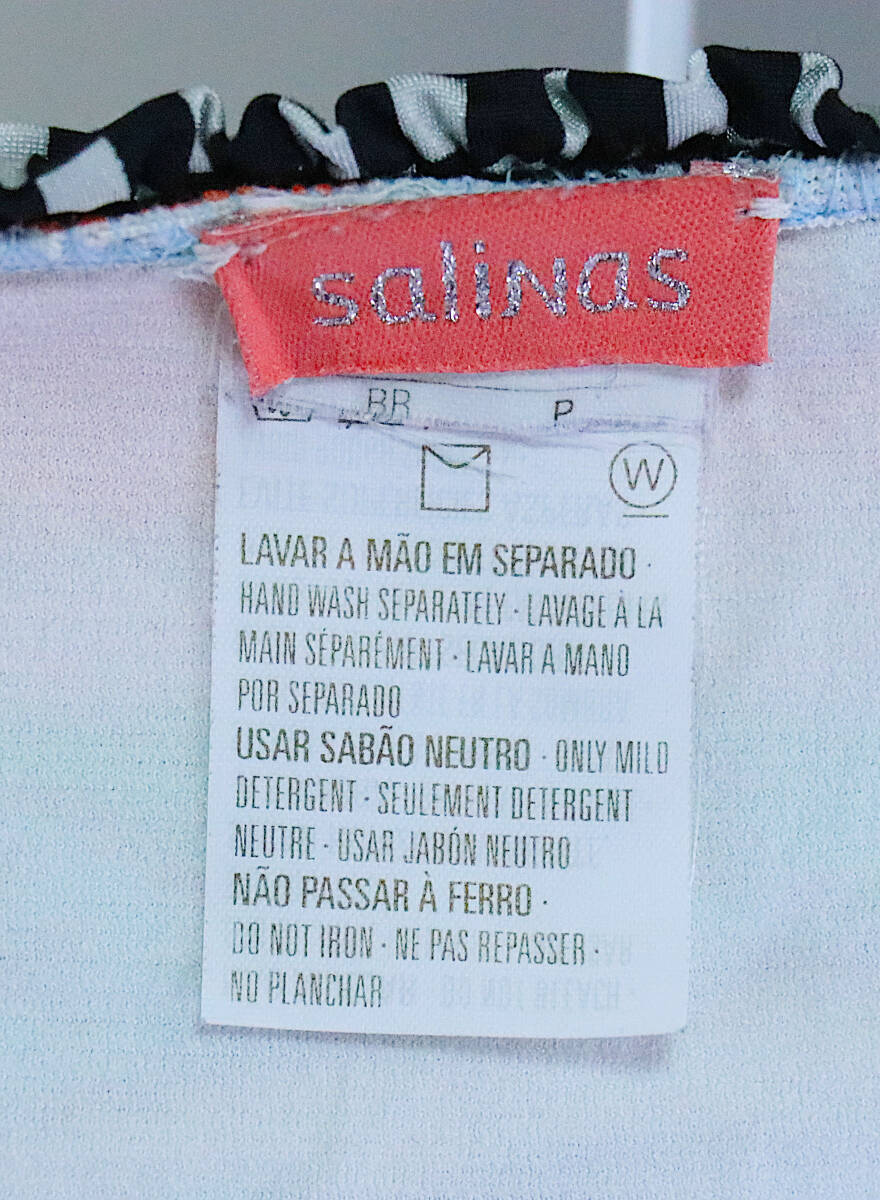 salinas
BR P
W
LAVAR A MÃO EM SEPARADO ·
HAND WASH SEPARATELY · LAVAGE À LA
MAIN SÉPARÉMENT · LAVAR A MANO
POR SEPARADO
USAR SABÃO NEUTRO · ONLY MILD
DETERGENT · SEULEMENT DETERGENT
NEUTRE · USAR JABÓN NEUTRO
NÃO PASSAR À FERRO ·
DO NOT IRON · NE PAS REPASSER ·
NO PLANCHAR